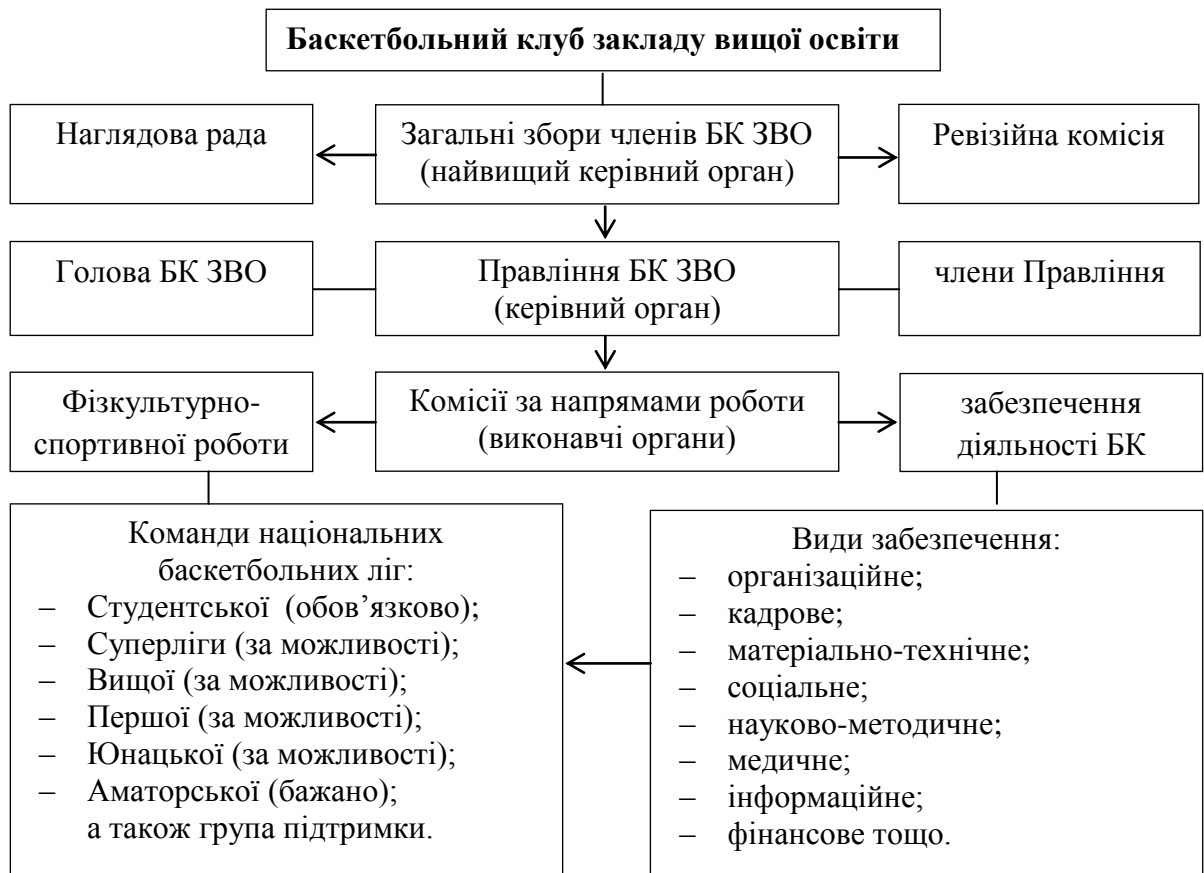 Баскетбольний клуб закладу вищої освіти
Наглядова рада
Загальні збори членів БК ЗВО
(найвищий керівний орган)
Ревізійна комісія
Голова БК ЗВО
Правління БК ЗВО
(керівний орган)
члени Правління
Фізкультурно-
спортивної роботи
Комісії за напрямами роботи
(виконавчі органи)
забезпечення
діяльності БК
Команди національних
баскетбольних ліг:
– Студентської (обов’язково);
– Суперліги (за можливості);
– Вищої (за можливості);
– Першої (за можливості);
– Юнацької (за можливості);
– Аматорської (бажано);
а також група підтримки.
Види забезпечення:
– організаційне;
– кадрове;
– матеріально-технічне;
– соціальне;
– науково-методичне;
– медичне;
– інформаційне;
– фінансове тощо.